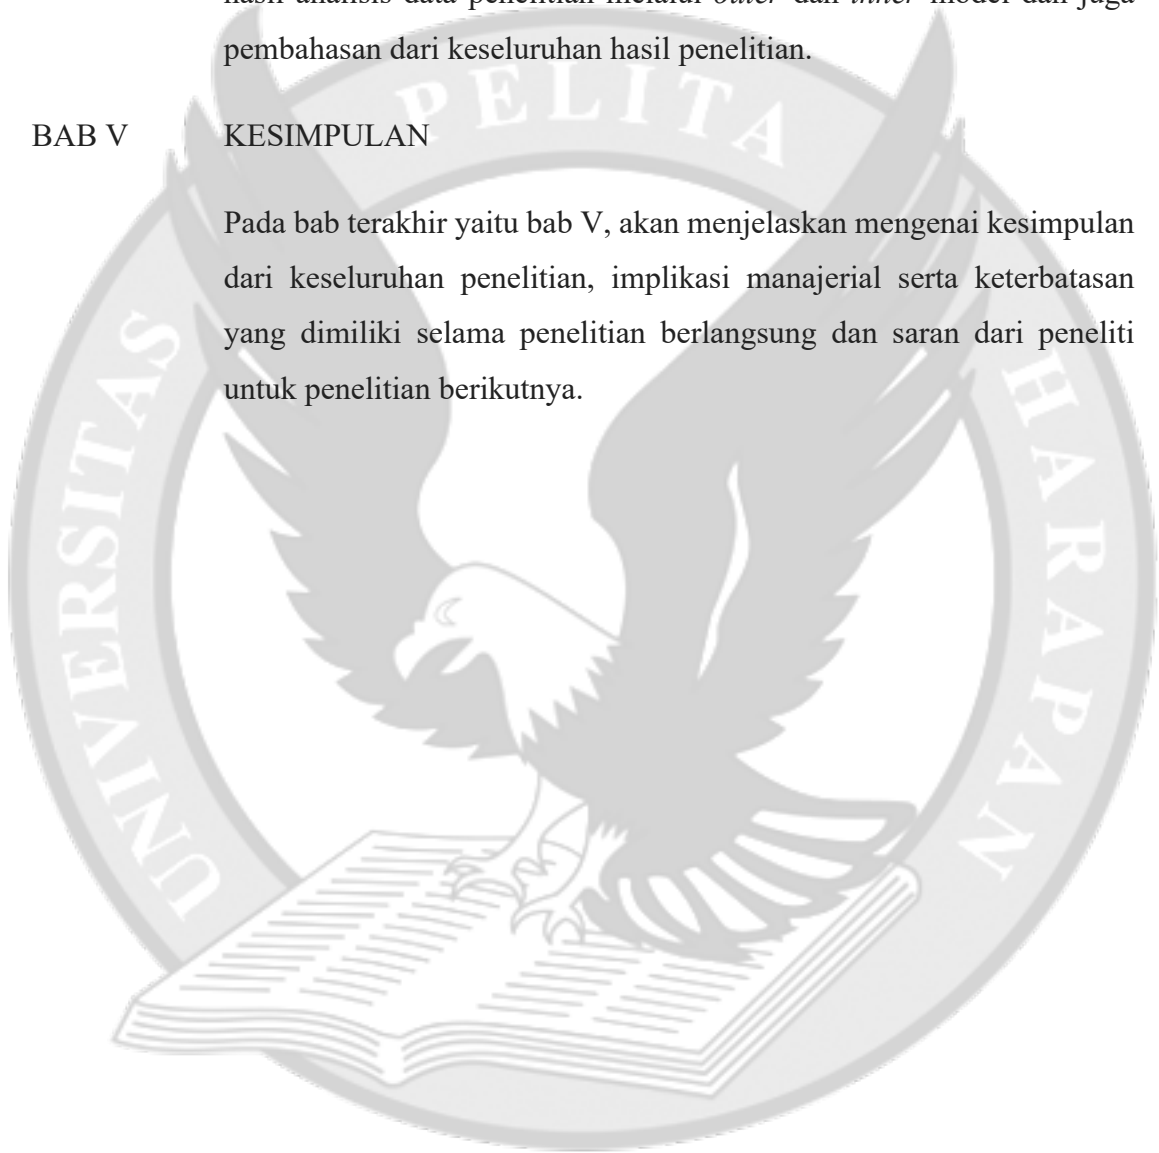 hasil analisis data penelitian melalui outer dan inner model dan juga
pembahasan dari keseluruhan hasil penelitian.
BAB V KESIMPULAN
Pada bab terakhir yaitu bab V, akan menjelaskan mengenai kesimpulan
dari keseluruhan penelitian, implikasi manajerial serta keterbatasan
yang dimiliki selama penelitian berlangsung dan saran dari peneliti
untuk penelitian berikutnya.
UNIVERSITAS PELITA HARAPAN